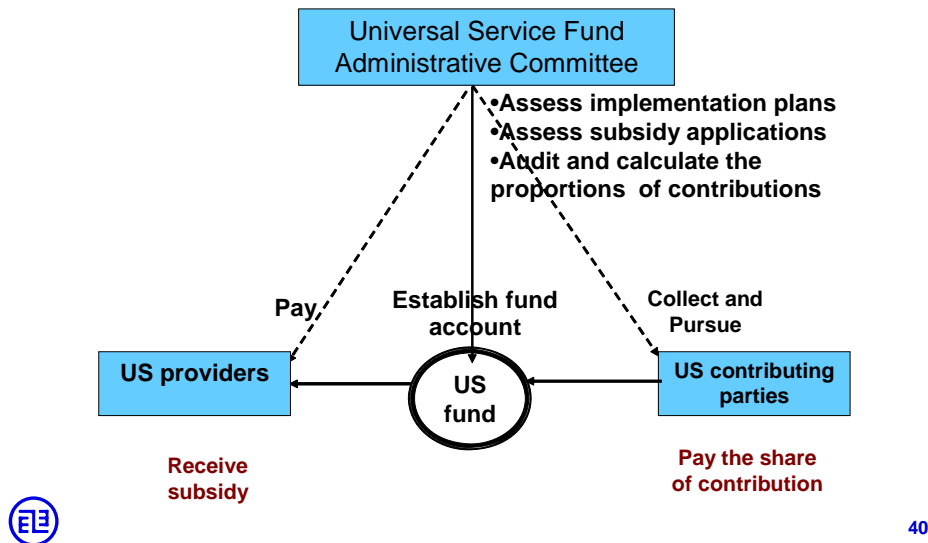 Universal Service Fund
Administrative Committee
•Assess implementation plans
•Assess subsidy applications
•Audit and calculate the
proportions of contributions
Pay
Establish fund
account
Collect and
Pursue
US providers
US
fund
US contributing
parties
Receive
subsidy
Pay the share
of contribution
40